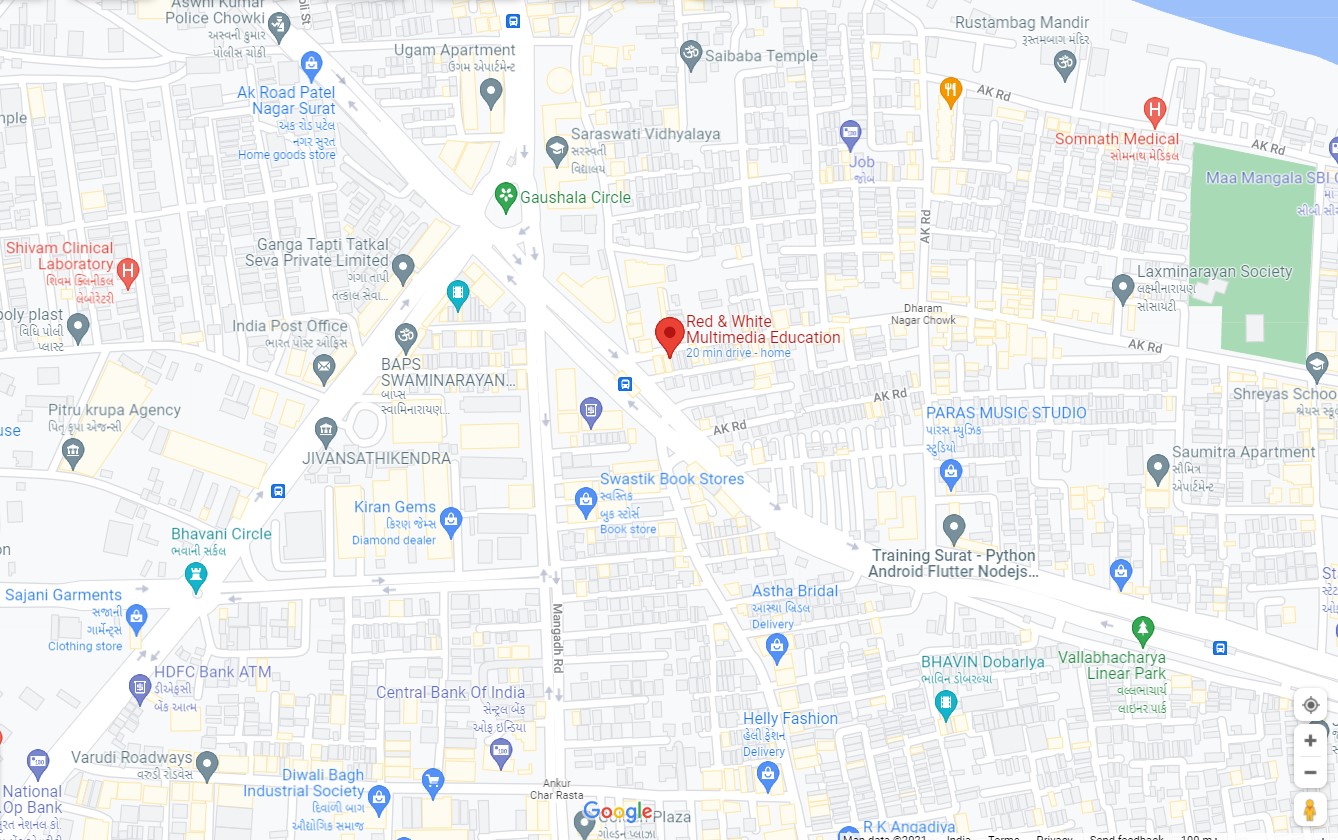 Aswni Kumar
Police Chowki
અસ્વની કુમાર
પોલીસ ચોકી
Ugam Apartment
ઉગમ એપાર્ટમેન્ટ
Saibaba Temple
Rustambag Mandir
રૂસ્તમબાગ મંદિર
Ak Road Patel
Nagar Surat
એક રોડ પટેલ
નગર સુરત
Home goods store
AK Rd
Somnath Medical
સોમનાથ મેડિકલ
AK Rd
Saraswati Vidhyalaya
સરસ્વતી
વિદ્યાલય
Job
જોબ
Maa Mangala SBI
Gaushala Circle
AK Rd
Shivam Clinical
Laboratory
શિવમ ક્લિનીકલ
લેબોરેટરી
Ganga Tapti Tatkal
Seva Private Limited
ગંગા તાપી
તત્કાલ સેવા...
Laxminarayan Society
લક્ષ્મીનારાયણ
સોસાયટી
poly plast
વિધિ પોલી
પ્લાસ્ટ
India Post Office
ભારત પોસ્ટ ઓફિસ
Dharam
Nagar Chowk
Red & White
Multimedia Education
20 min drive - home
AK Rd
BAPS
SWAMINARAYAN...
બાપ્સ
સ્વામિનારાયણ...
AK Rd
Shreyas Schoo
Pitru krupa Agency
પિતૃ કૃપા એજન્સી
AK Rd
PARAS MUSIC STUDIO
પારસ મ્યુઝિક
સ્ટુડિયો
JIVANSATHIKENDRA
Saumitra Apartment
સૌમિત્ર
એપાર્ટમેન્ટ
Swastik Book Stores
સ્વસ્તિક
બુક સ્ટોર્સ
Book store
Kiran Gems
કિરણ જેમ્સ
Diamond dealer
Bhavani Circle
ભવાની સર્કલ
Training Surat - Python
Android Flutter Nodejs...
Sajani Garments
સજાની
ગાર્મેન્ટ્સ
Clothing store
Astha Bridal
આસ્થા બ્રિડલ
Delivery
Mangadh Rd
HDFC Bank ATM
ડીએફસી
બેંક આત્મ
BHAVIN Dobarlya
ભાવિન ડોબરલ્યા
Vallabhacharya
Linear Park
વલ્લભાચાર્ય
લાઇનર પાર્ક
Central Bank Of India
સેન્ટ્રલ બેંક
ઓફ ઇન્ડિયા
Helly Fashion
હેલી ફેશન
Delivery
Varudi Roadways
વરુડી રોડવેસ
Diwali Bagh
Industrial Society
દિવાળી બાગ
ઔદ્યોગિક સમાજ
Ankur
Char Rasta
National
Op Bank
Google
Plaza
ગોલ્ડન પ્લાઝા
R K Angadiya
Map data ©2021
India
Terms
Privacy
Send feedback
100 m